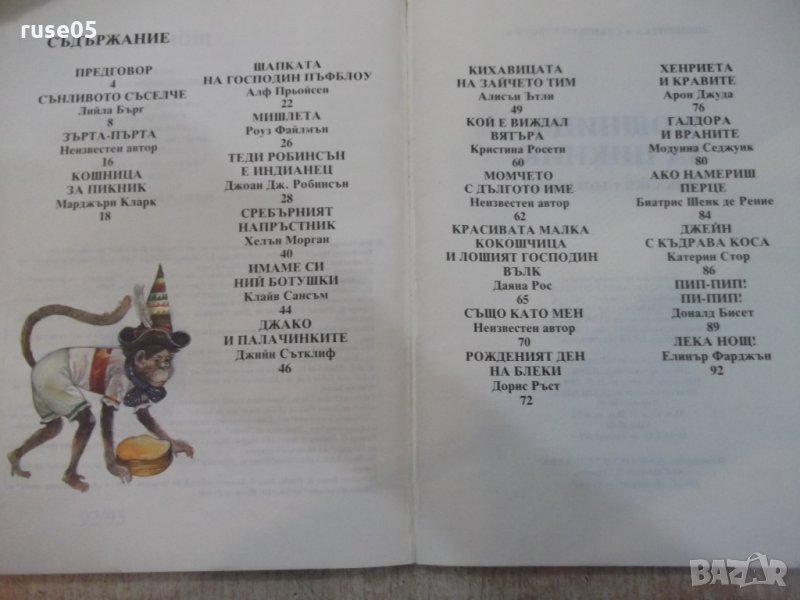 ruse05
СЪДЪРЖАНИЕ
ПРЕДГОВОР
4
СЪНЛИВОТО СЪСЕЛЧЕ
Лийла Бърг
8
ЗЪРТА-ПЪРТА
Неизвестен автор
16
КОШНИЦА
ЗА ПИКНИК
Марджъри Кларк
18
ШАПКАТА
НА ГОСПОДИН ПЪФБЛОУ
Алф Прьойсен
22
МИШЛЕТА
Роуз Файлмън
26
ТЕДИ РОБИНСЪН
Е ИНДИАНЕЦ
Джоан Дж. Робинсън
28
СРЕБЪРНИЯТ
НАПРЪСТНИК
Хелън Морган
40
ИМАМЕ СИ
НИЙ БОТУШКИ
Клайв Сансъм
44
ДЖАКО
И ПАЛАЧИНКИТЕ
Джийн Сътклиф
46
КИХАВИЦАТА
НА ЗАЙЧЕТО ТИМ
Алисън Ътли
49
КОЙ Е ВИЖДАЛ
ВЯТЪРА
Кристина Росети
60
МОМЧЕТО
С ДЪЛГОТО ИМЕ
Неизвестен автор
62
КРАСИВАТА МАЛКА
КОКОШЧИЦА
И ЛОШИЯТ ГОСПОДИН
ВЪЛК
Даяна Рос
65
СЪЩО КАТО МЕН
Неизвестен автор
70
РОЖДЕНИЯТ ДЕН
НА БЛЕКИ
Дорис Ръст
72
ХЕНРИЕТА
И КРАВИТЕ
Арон Джуда
76
ГАЛДОРА
И ВРАНИТЕ
Модуина Седжуик
80
АКО НАМЕРИШ
ПЕРЦЕ
Биатрис Шенк де Рение
84
ДЖЕЙН
С КЪДРАВА КОСА
Катерин Стор
86
ПИП-ПИП!
ПИ-ПИП!
Доналд Бисет
89
ЛЕКА НОЩ!
Елинър Фарджън
92
BAZAR